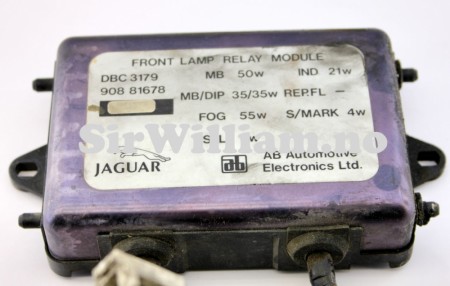 FRONT LAMP RELAY MODULE
DBC 3179 MB 50w IND 21w
908 81678
MB/DIP 35/35w REP.FL -
FOG 55w S/MARK 4w
SirWilliam.no
S L w
JAGUAR ab AB Automotive
Electronics Ltd.